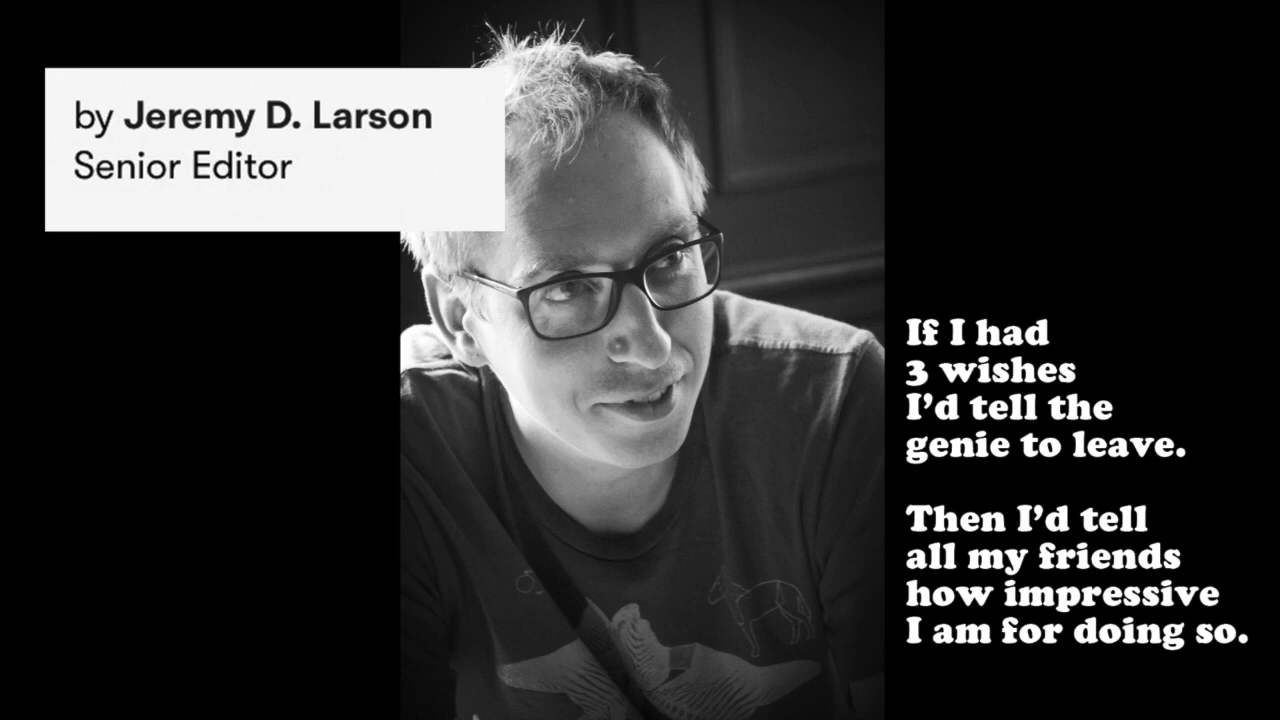 by Jeremy D. Larson
Senior Editor
If I had
3 wishes
I'd tell the
genie to leave.
Then I'd tell
all my friends
how impressive
I am for doing so.